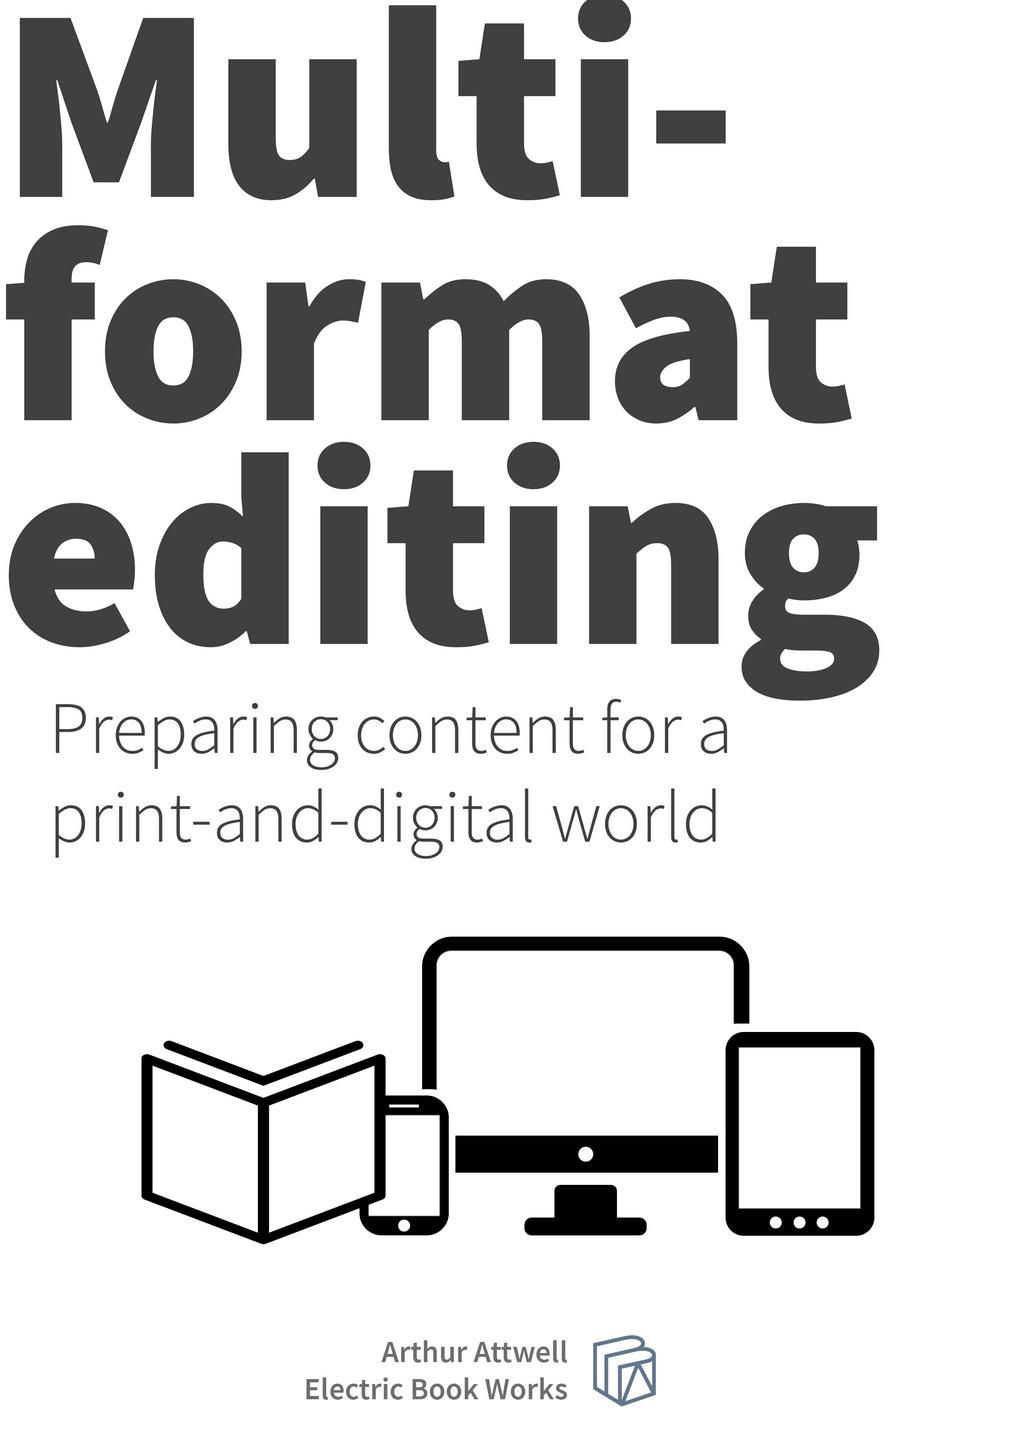 Multi-
format
editing
Preparing content for a
print-and-digital world
Arthur Attwell
Electric Book Works